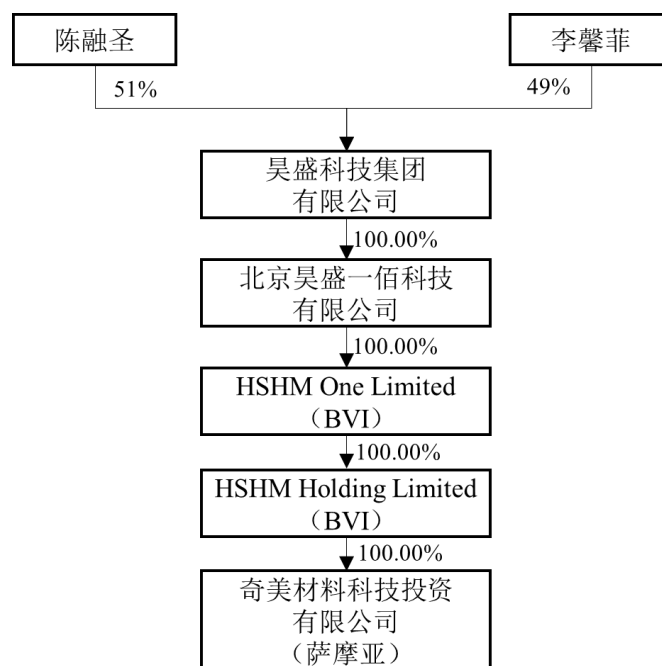 陈融圣
李馨菲
51%
49%
昊盛科技集团
有限公司
100.00%
北京昊盛一佰科技
有限公司
100.00%
HSHM One Limited
（BVI）
100.00%
HSHM Holding Limited
（BVI）
100.00%
奇美材料科技投资
有限公司
（萨摩亚）